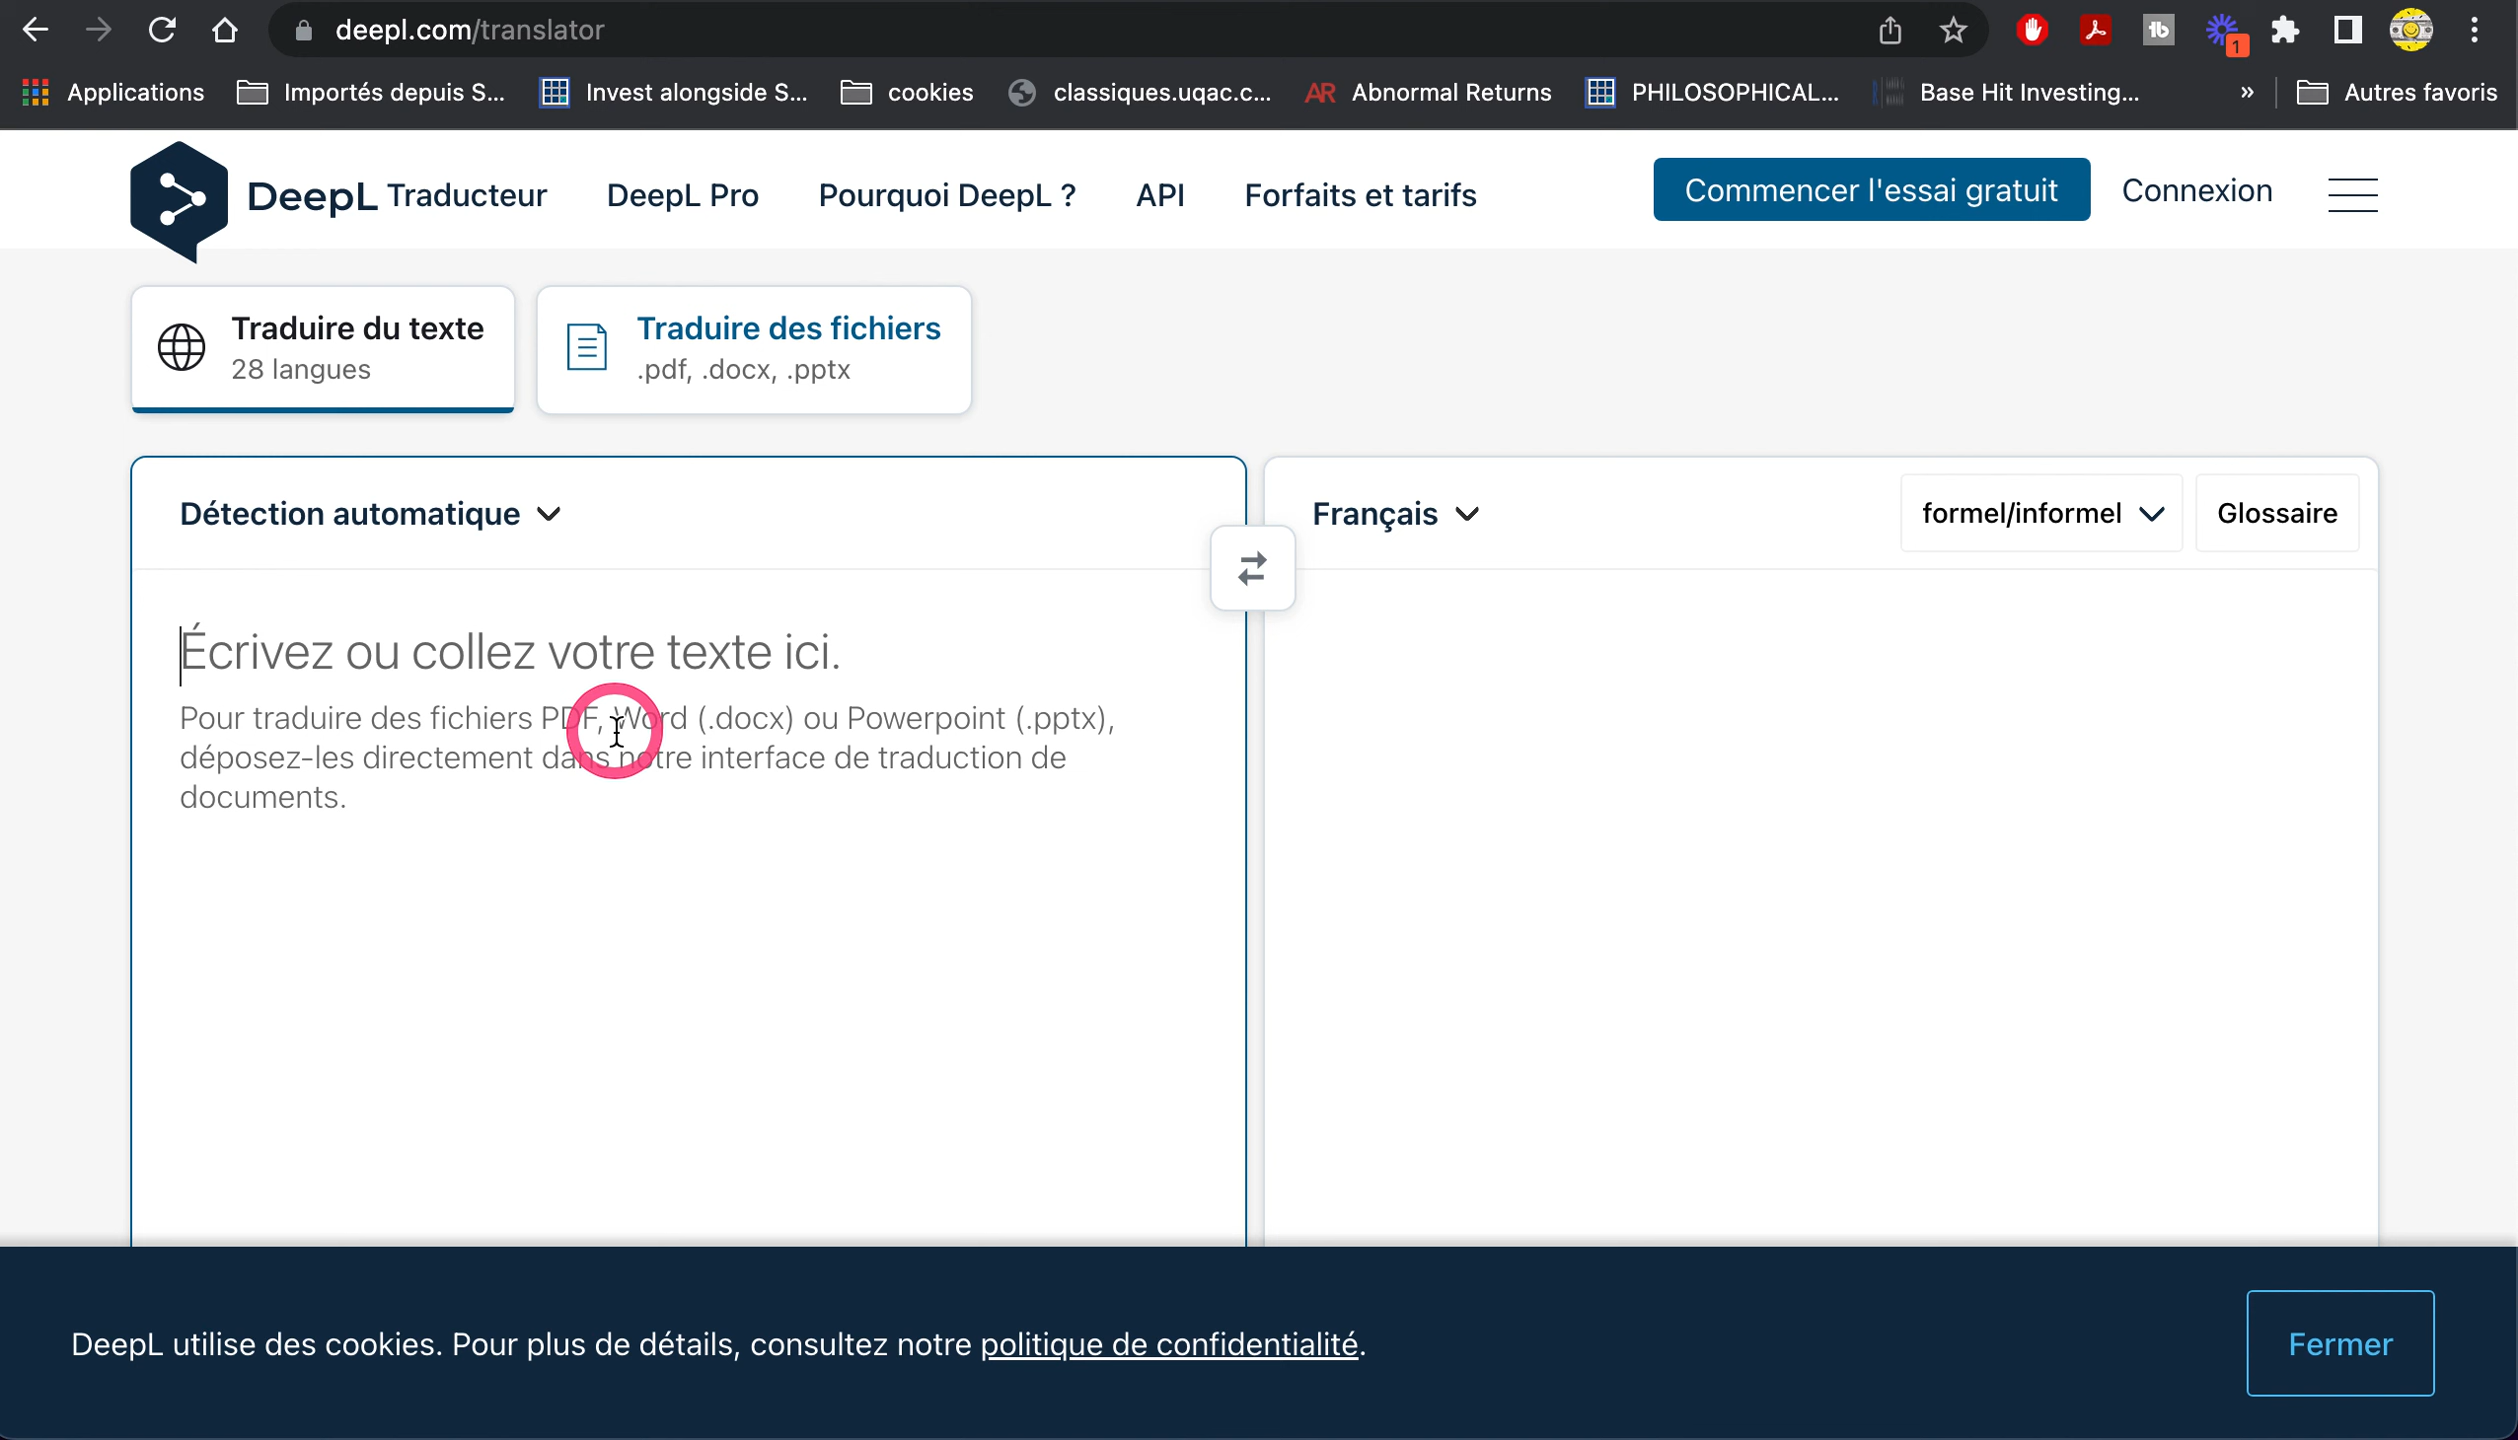 deepl.com/translator
Applications Importés depuis S... Invest alongside S... cookies classiques.uqac.c... AR Abnormal Returns PHILOSOPHICAL... Base Hit Investing... » Autres favoris
1
DeepL Traducteur DeepL Pro Pourquoi DeepL ? API Forfaits et tarifs Commencer l'essai gratuit Connexion
Traduire du texte
28 langues
Traduire des fichiers
.pdf, .docx, .pptx
Détection automatique
Français formel/informel Glossaire
Écrivez ou collez votre texte ici.
Pour traduire des fichiers PDF, Word (.docx) ou Powerpoint (.pptx),
déposez-les directement dans notre interface de traduction de
documents.
DeepL utilise des cookies. Pour plus de détails, consultez notre politique de confidentialité.
Fermer